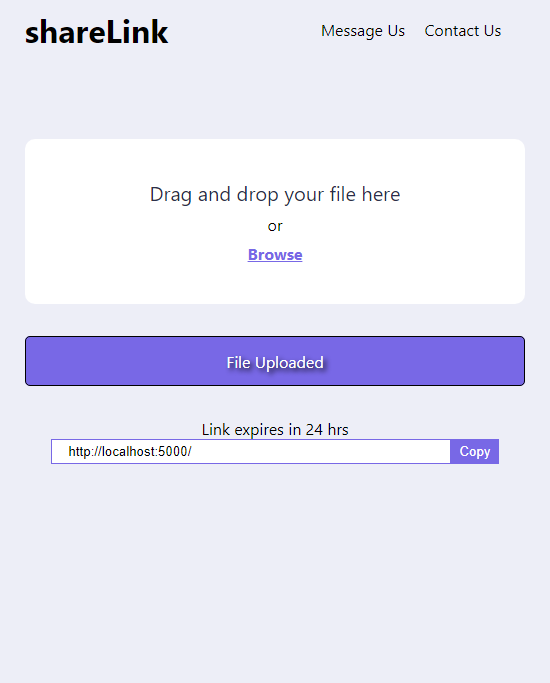 shareLink
Message Us Contact Us
Drag and drop your file here
or
Browse
File Uploaded
Link expires in 24 hrs
http://localhost:5000/ Copy